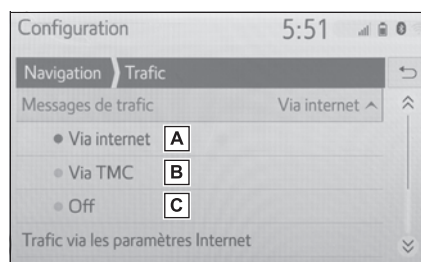 Configuration 5:51
Navigation Trafic
Messages de trafic Via internet
Via internet A
Via TMC B
Off C
Trafic via les paramètres Internet